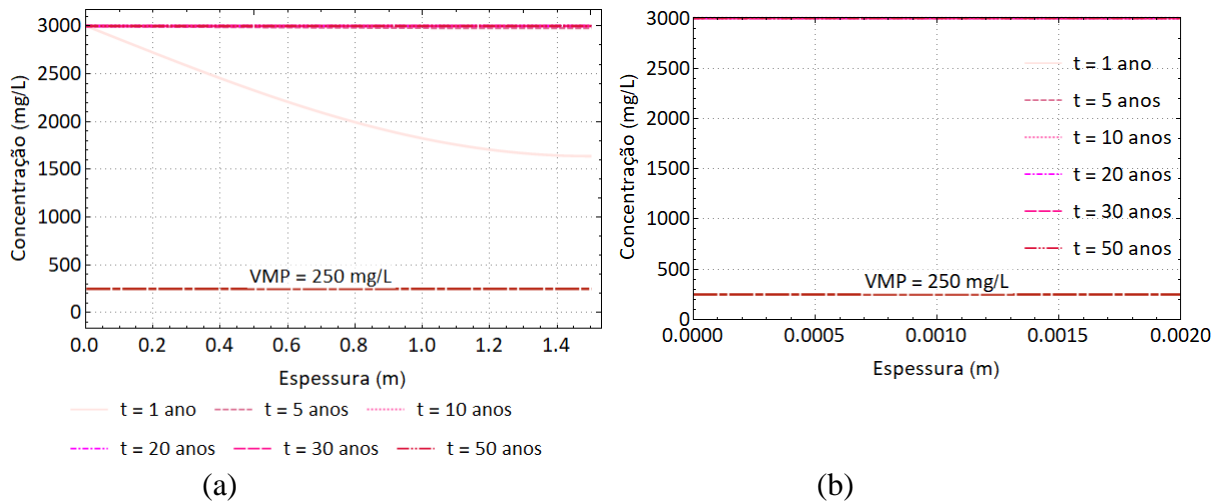 3000
2500
2000
1500
1000
500
0
Concentração (mg/L)
VMP = 250 mg/L
0.0 0.2 0.4 0.6 0.8 1.0 1.2 1.4
Espessura (m)
t = 1 ano t = 5 anos t = 10 anos
t = 20 anos t = 30 anos t = 50 anos
(a)
3000
2500
2000
1500
1000
500
0
Concentração (mg/L)
t = 1 ano
t = 5 anos
t = 10 anos
t = 20 anos
t = 30 anos
t = 50 anos
VMP = 250 mg/L
0.0000 0.0005 0.0010 0.0015 0.0020
Espessura (m)
(b)